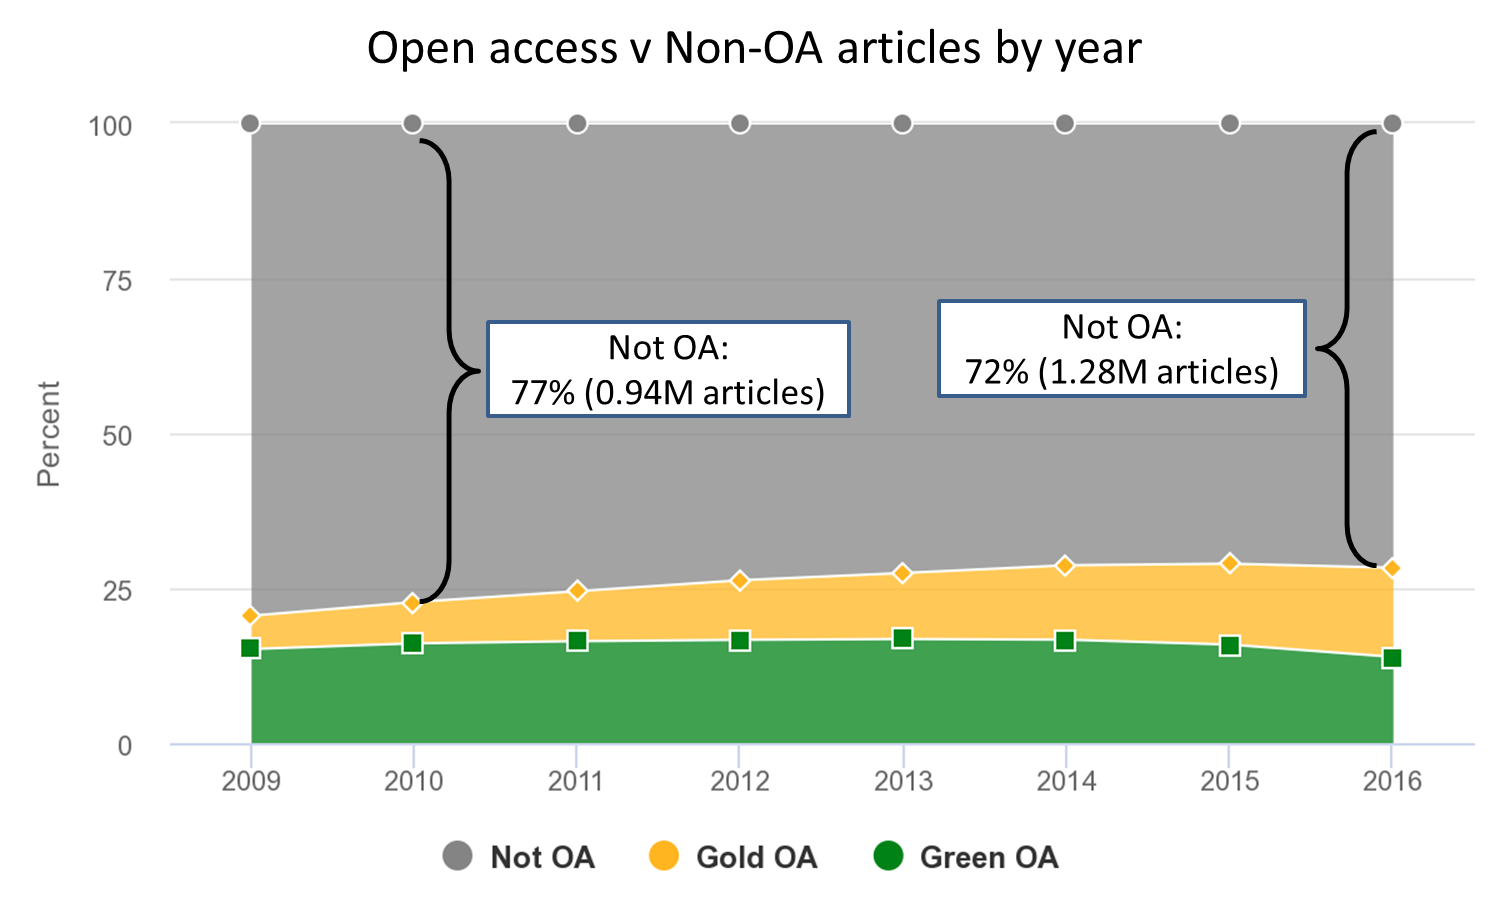 Open access v Non-OA articles by year
Percent
100
75
50
25
0
Not OA:
77% (0.94M articles)
Not OA:
72% (1.28M articles)
2009 2010 2011 2012 2013 2014 2015 2016
Not OA Gold OA Green OA